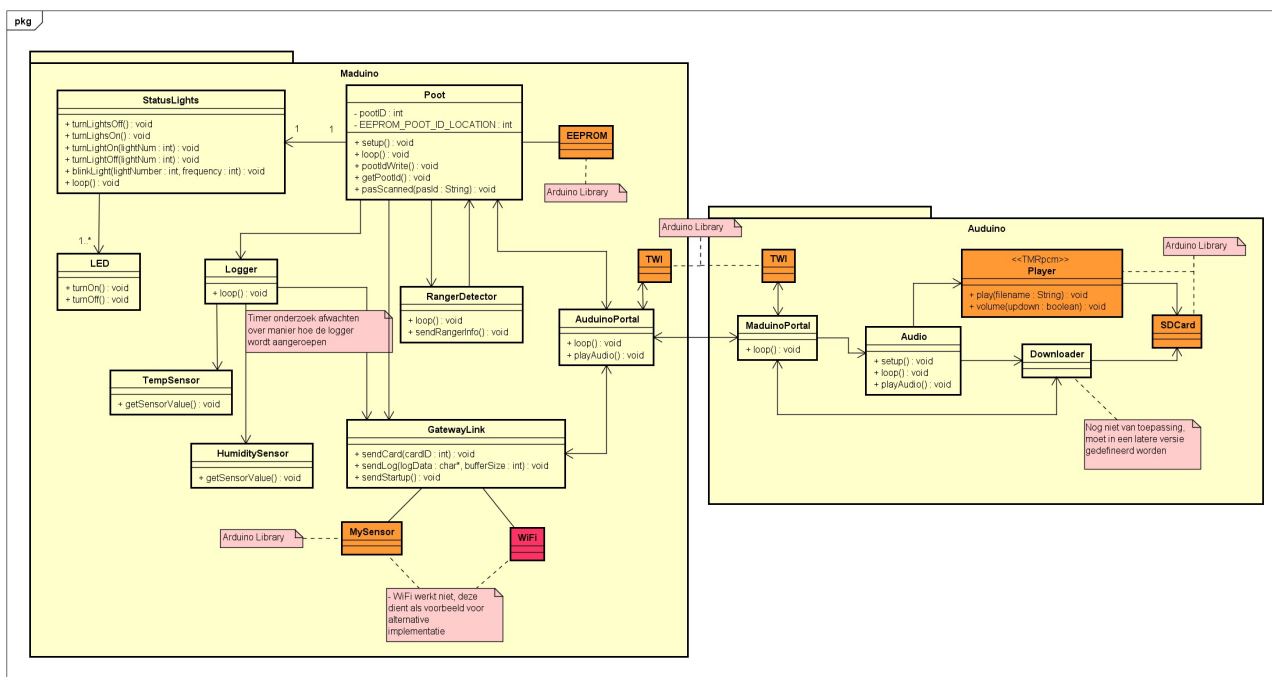 pkg
Maduino
StatusLights
+ turnLightsOff() : void
+ turnLighsOn() : void
+ turnLightOn(lightNum : int) : void
+ turnLightOff(lightNum : int) : void
+ blinkLight(lightNumber : int, frequency : int) : void
+ loop() : void
1
1
Poot
- pootID : int
- EEPROM_POOT_ID_LOCATION : int
+ setup() : void
+ loop() : void
+ pootIdWrite() : void
+ getPootId() : void
+ pasScanned(pasId : String) : void
EEPROM
Arduino Library
1..*
LED
+ turnOn() : void
+ turnOff() : void
Logger
+ loop() : void
Timer onderzoek afwachten
over manier hoe de logger
wordt aangeroepen
RangerDetector
+ loop() : void
+ sendRangerInfo() : void
TWI
AuduinoPortal
+ loop() : void
+ playAudio() : void
TempSensor
+ getSensorValue() : void
HumiditySensor
+ getSensorValue() : void
GatewayLink
+ sendCard(cardID : int) : void
+ sendLog(logData : char*, bufferSize : int) : void
+ sendStartup() : void
Arduino Library
MySensor
WiFi
- WiFi werkt niet, deze
dient als voorbeeld voor
alternative
implementatie
Arduino Library
Auduino
TWI
MaduinoPortal
+ loop() : void
<<TMRpcm>>
Player
+ play(filename : String) : void
+ volume(updown : boolean) : void
Arduino Library
SDCard
Audio
+ setup() : void
+ loop() : void
+ playAudio() : void
Downloader
Nog niet van toepassing,
moet in een latere versie
gedefineerd worden